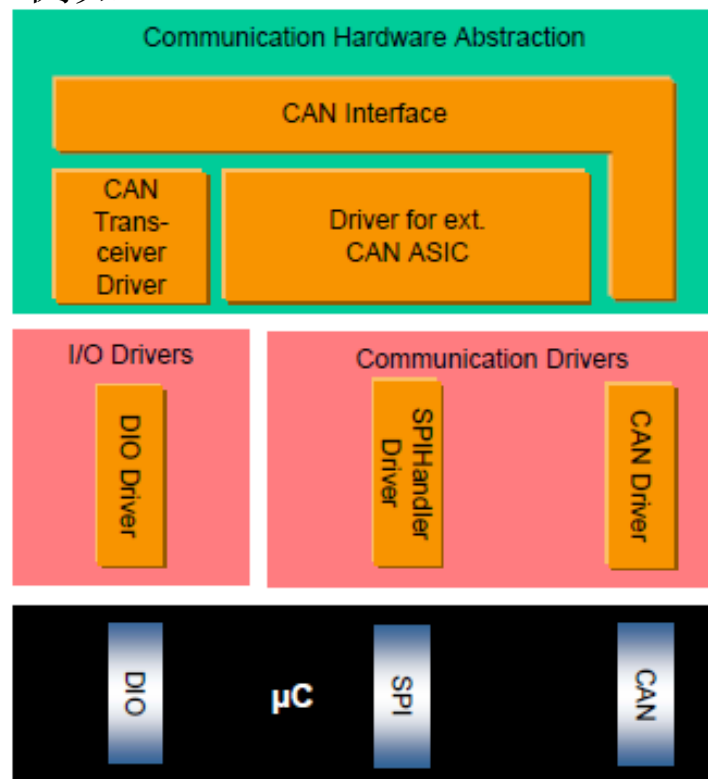 Communication Hardware Abstraction
CAN Interface
CAN
Trans-
ceiver
Driver
Driver for ext.
CAN ASIC
I/O Drivers
Communication Drivers
DIO Driver
SPIHandler
Driver
CAN Driver
DIO
µC
SPI
CAN